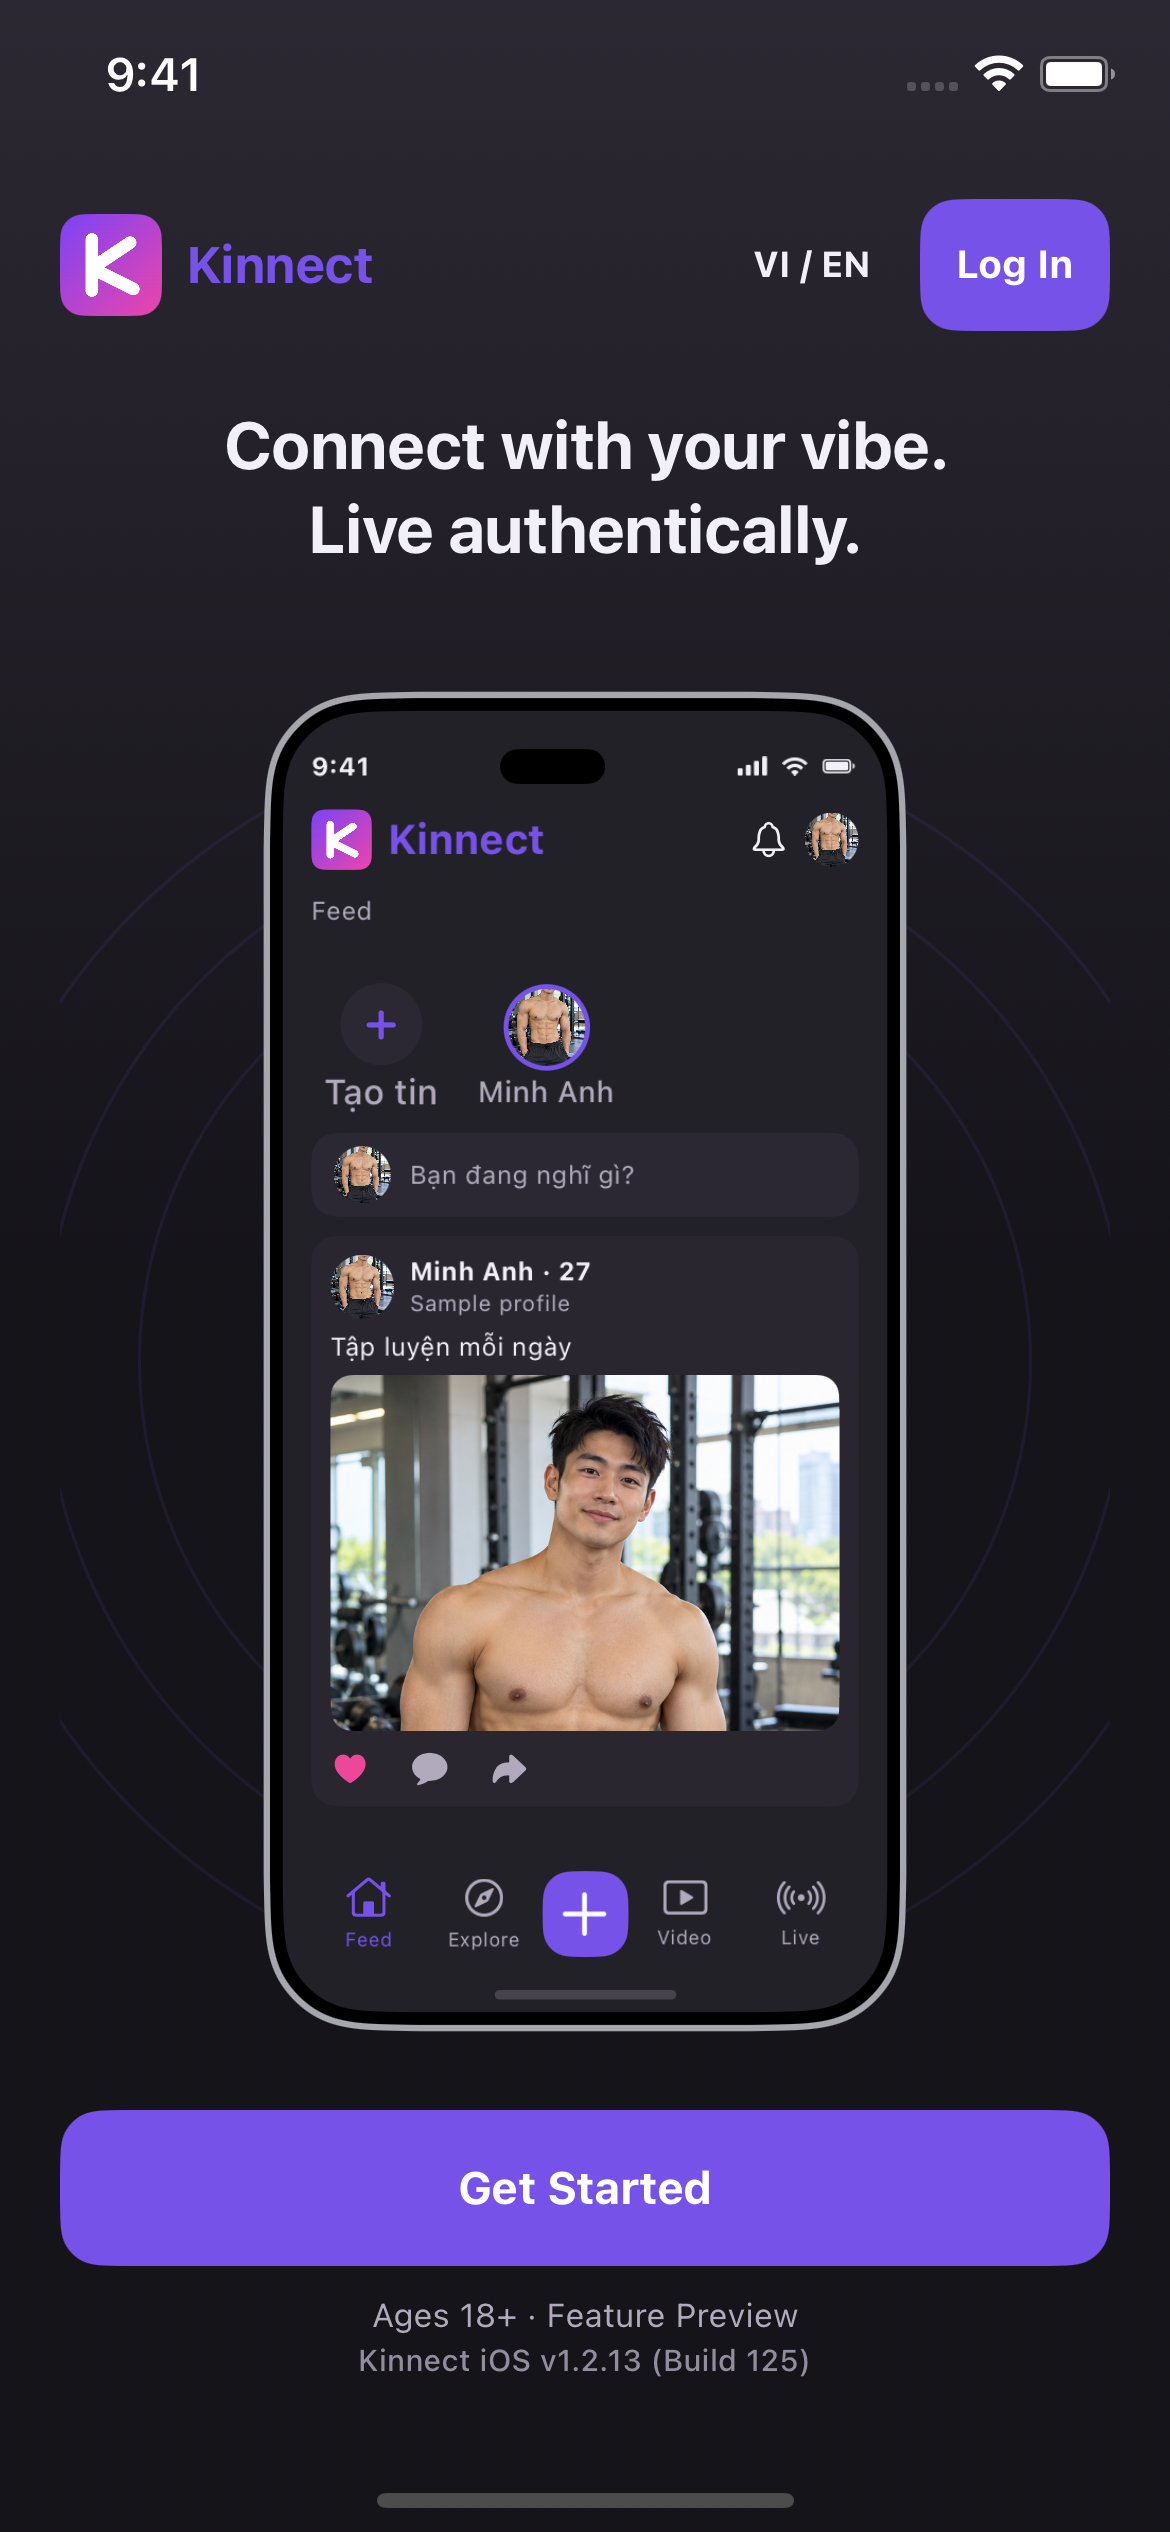 9:41
Kinnect
VI / EN
Log In
Connect with your vibe.
Live authentically.
9:41
Kinnect
Feed
Tạo tin
Minh Anh
Bạn đang nghĩ gì?
Minh Anh · 27
Sample profile
Tập luyện mỗi ngày
Feed
Explore
Video
Live
Get Started
Ages 18+ · Feature Preview
Kinnect iOS v1.2.13 (Build 125)